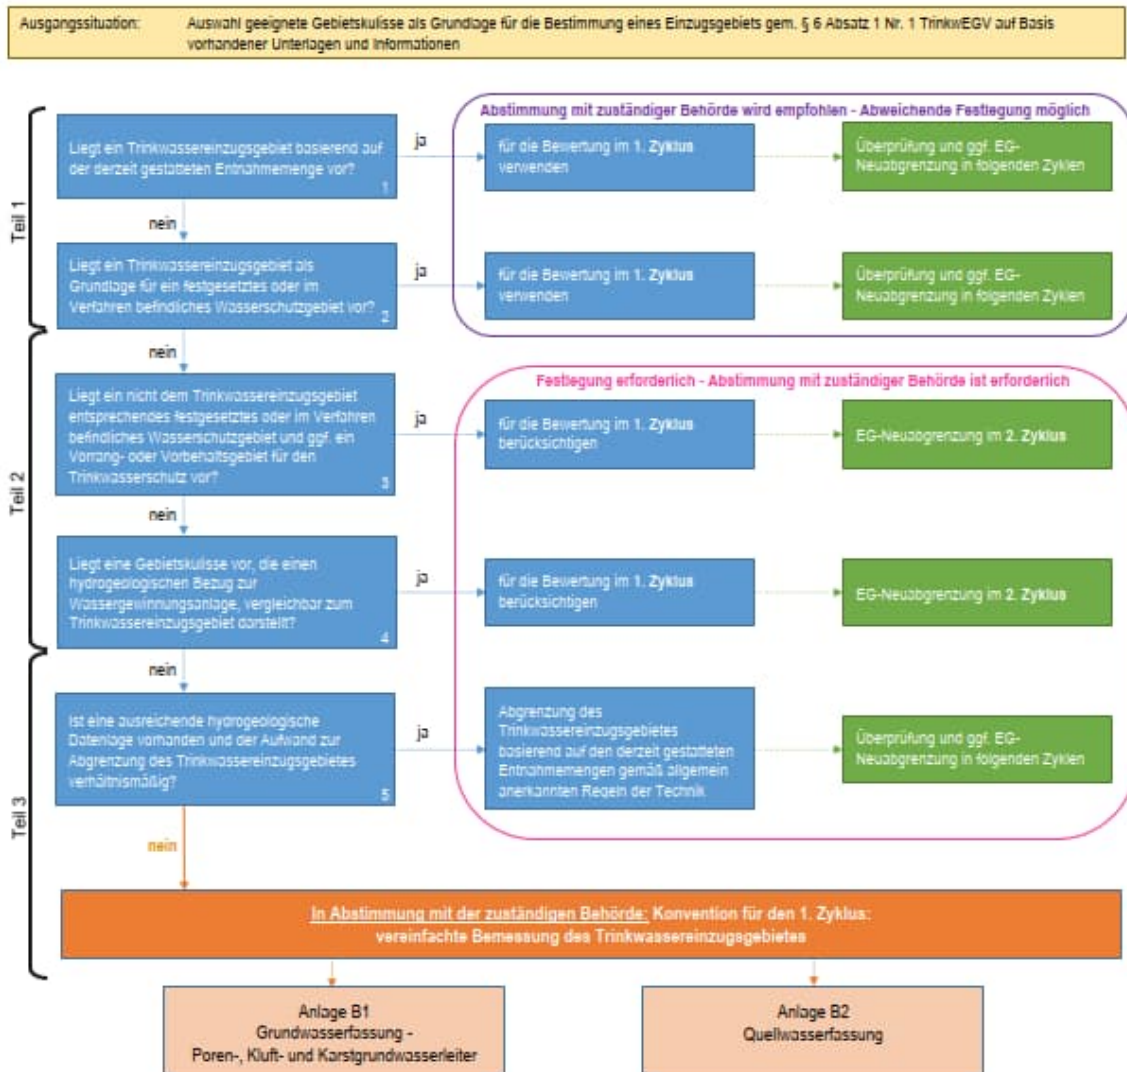 Ausgangssituation: Auswahl geeignete Gebietskulisse als Grundlage für die Bestimmung eines Einzugsgebiets gem. § 6 Absatz 1 Nr. 1 TrinkwEGV auf Basis
vorhandener Unterlagen und Informationen
Abstimmung mit zuständiger Behörde wird empfohlen - Abweichende Festlegung möglich
Teil 1
Liegt ein Trinkwassereinzugsgebiet basierend auf
der derzeit gestatteten Entnahmemenge vor?
1
ja
für die Bewertung im 1. Zyklus
verwenden
Überprüfung und ggf. EG-
Neuabgrenzung in folgenden Zyklen
nein
Liegt ein Trinkwassereinzugsgebiet als
Grundlage für ein festgesetztes oder im
Verfahren befindliches Wasserschutzgebiet vor?
2
ja
für die Bewertung im 1. Zyklus
verwenden
Überprüfung und ggf. EG-
Neuabgrenzung in folgenden Zyklen
nein
Festlegung erforderlich - Abstimmung mit zuständiger Behörde ist erforderlich
Teil 2
Liegt ein nicht dem Trinkwassereinzugsgebiet
entsprechendes festgesetztes oder im Verfahren
befindliches Wasserschutzgebiet und ggf. ein
Vorrang- oder Vorbehaltsgebiet für den
Trinkwasserschutz vor?
3
ja
für die Bewertung im 1. Zyklus
berücksichtigen
EG-Neuabgrenzung im 2. Zyklus
nein
Liegt eine Gebietskulisse vor, die einen
hydrogeologischen Bezug zur
Wassergewinnungsanlage, vergleichbar zum
Trinkwassereinzugsgebiet darstellt?
4
ja
für die Bewertung im 1. Zyklus
berücksichtigen
EG-Neuabgrenzung im 2. Zyklus
nein
Teil 3
Ist eine ausreichende hydrogeologische
Datenlage vorhanden und der Aufwand zur
Abgrenzung des Trinkwassereinzugsgebietes
verhältnismäßig?
5
ja
Abgrenzung des
Trinkwassereinzugsgebietes
basierend auf den derzeit gestatteten
Entnahmemengen gemäß allgemein
anerkannten Regeln der Technik
Überprüfung und ggf. EG-
Neuabgrenzung in folgenden Zyklen
nein
In Abstimmung mit der zuständigen Behörde: Konvention für den 1. Zyklus:
vereinfachte Bemessung des Trinkwassereinzugsgebietes
Anlage B1
Grundwasserfassung -
Poren-, Kluft- und Karstgrundwasserleiter
Anlage B2
Quellwasserfassung